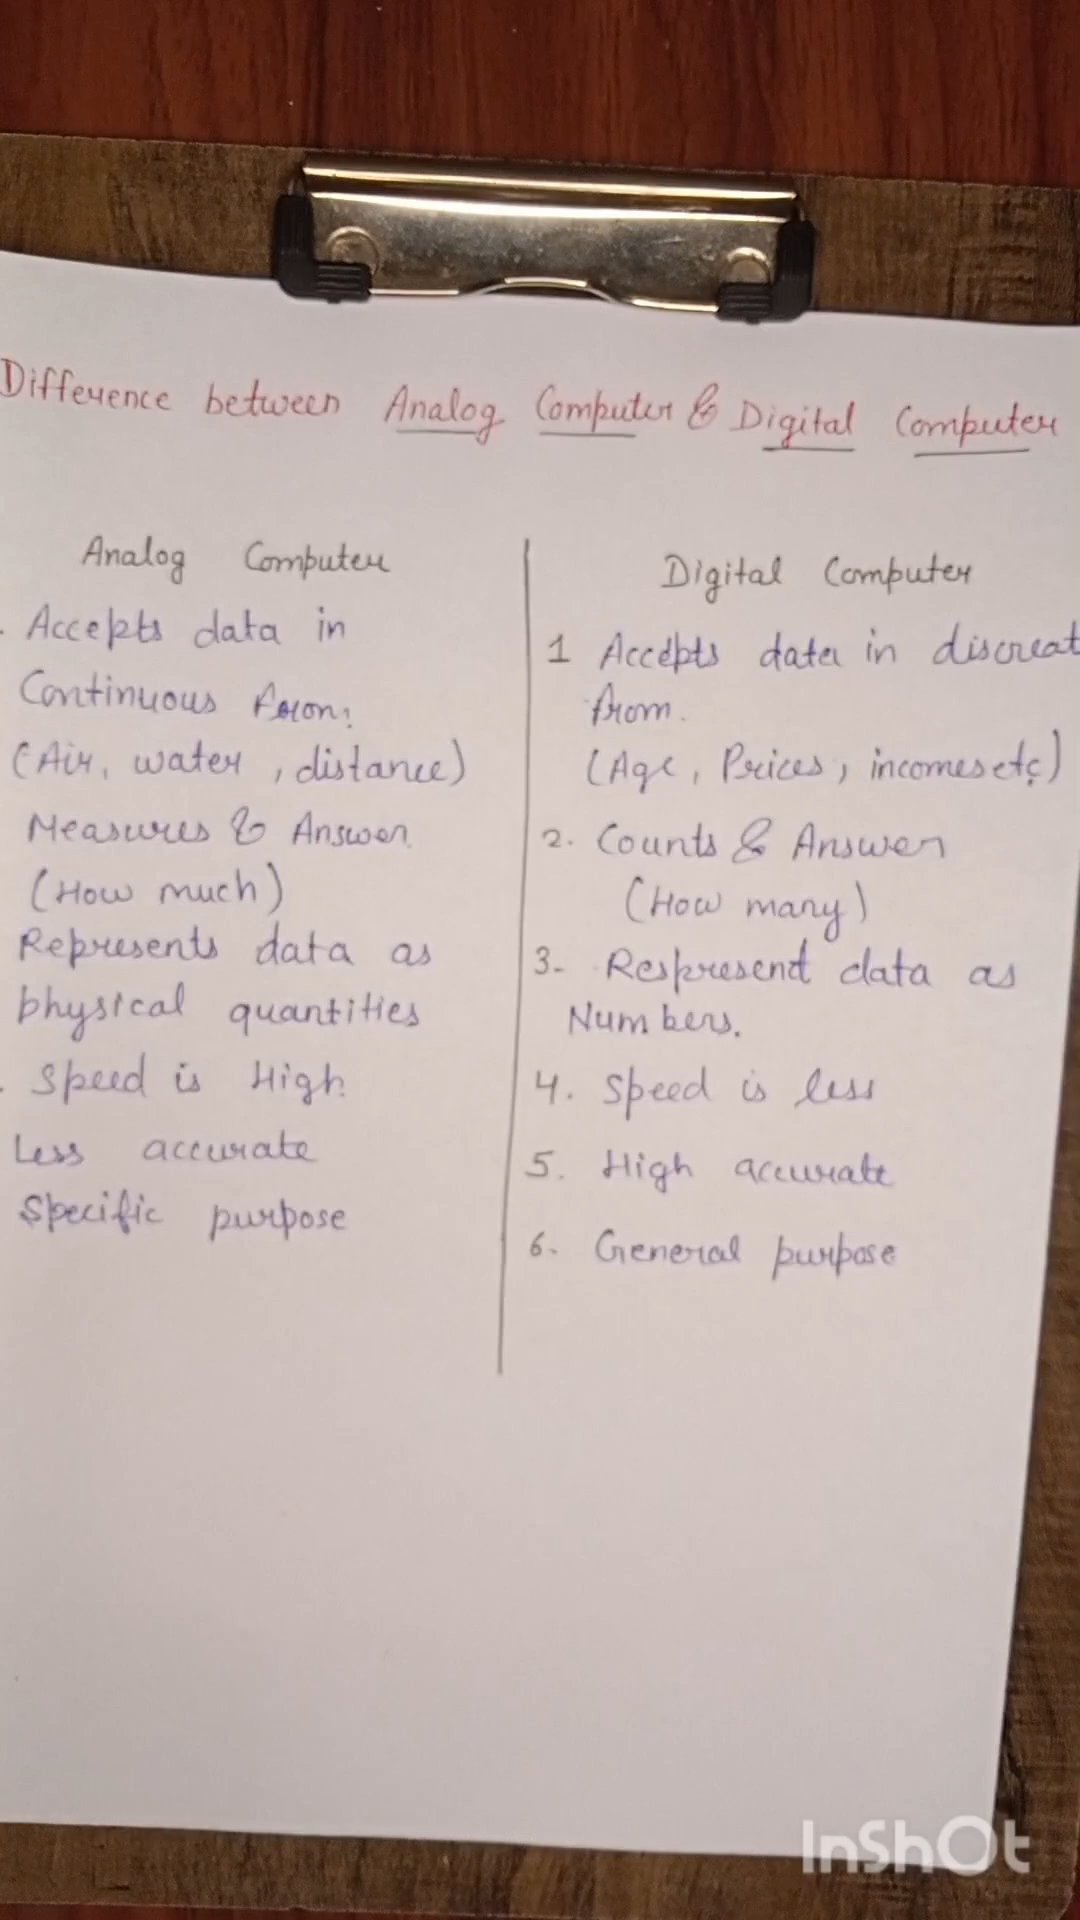 Difference between Analog Computer & Digital Computer
Analog Computer
Accepts data in
Continuous form.
(Air, water, distance)
Measures & Answer
(How much)
Represents data as
physical quantities
Speed is High
Less accurate
Specific purpose
Digital Computer
1 Accepts data in discreat
from.
(Age, Prices, incomes etc)
2. Counts & Answer
(How many)
3- Respresent data as
Numbers.
4. Speed is less
5. High accurate
6. General purpose
InShOt